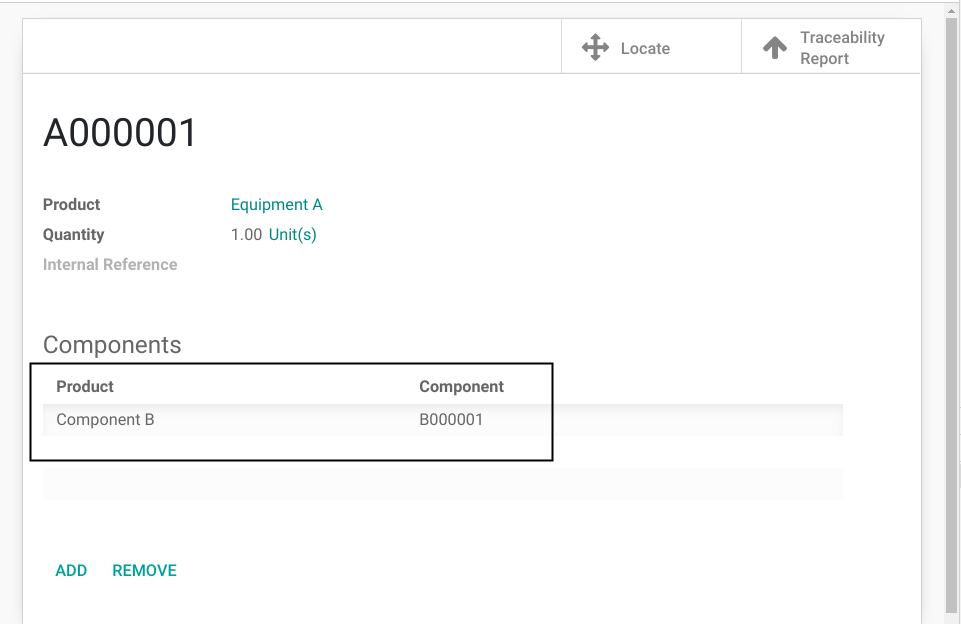 Locate
Traceability
Report
A000001
Product Equipment A
Quantity 1.00 Unit(s)
Internal Reference
Components
Product Component
Component B B000001
ADD REMOVE